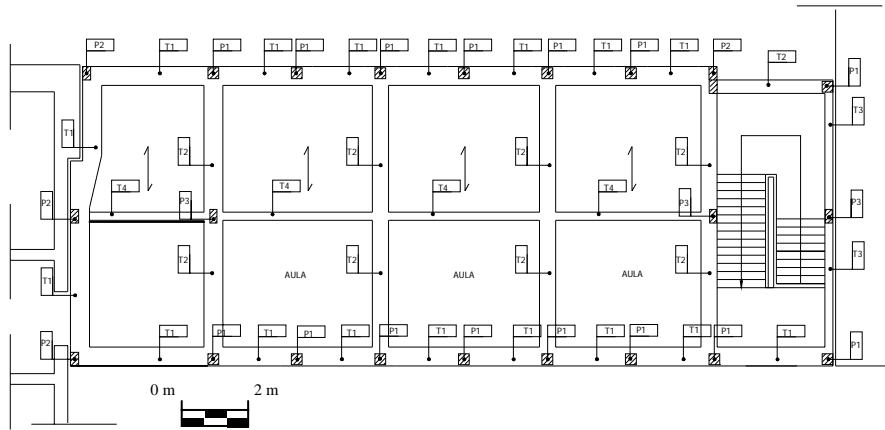 P2 T1 P1 T1 P1 T1 P1 T1 P1 T1 P1 T1 P1 T1 P2
T2
P1
T3
T1
T2 T2 T2
T4 T4 T4 T4
P2 P3 P3 P3
T2 T2 T2 T3
T1
AULA AULA AULA
P2 T1 P1 T1 P1 T1 P1 T1 P1 T1 P1 T1 P1 T1 P1 T1 P1
0 m 2 m